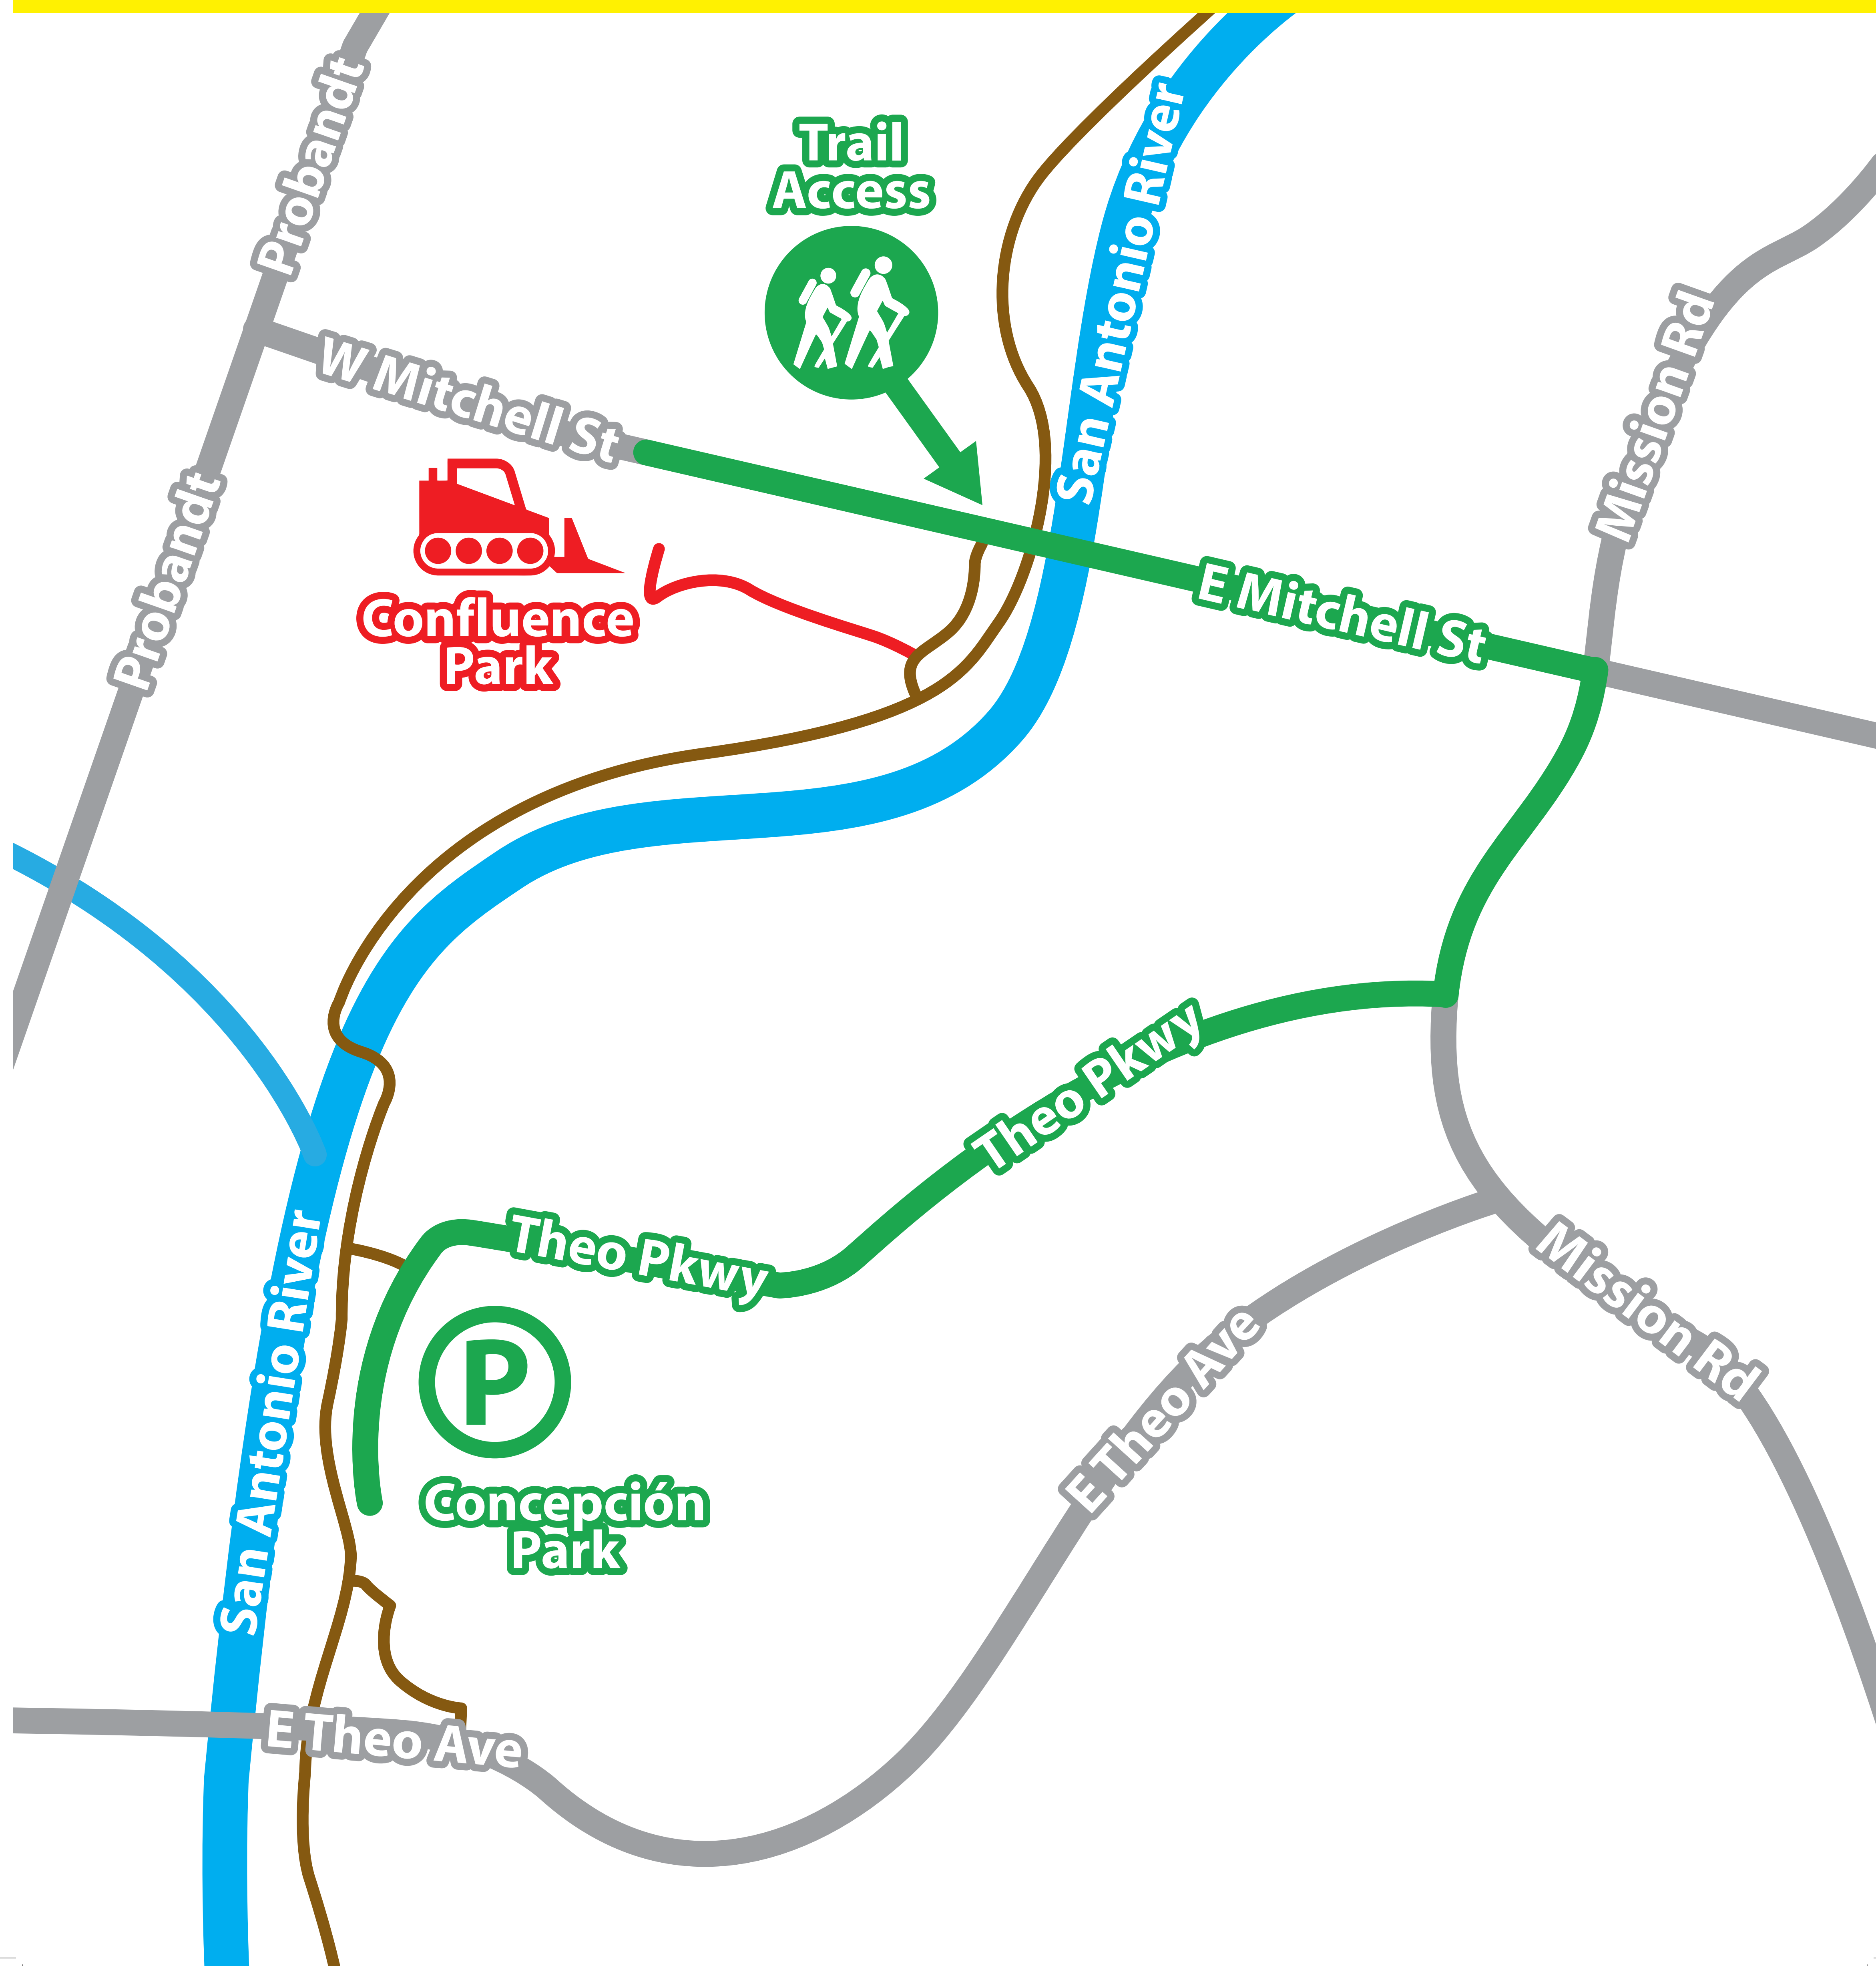 Probandt
San Antonio River
Trail
Access
Mission Rd
W Mitchell St
Probandt
Confluence
Park
E Mitchell St
Theo Pkwy
Theo Pkwy
San Antonio River
Mission Rd
E Theo Ave
P
Concepción
Park
E Theo Ave